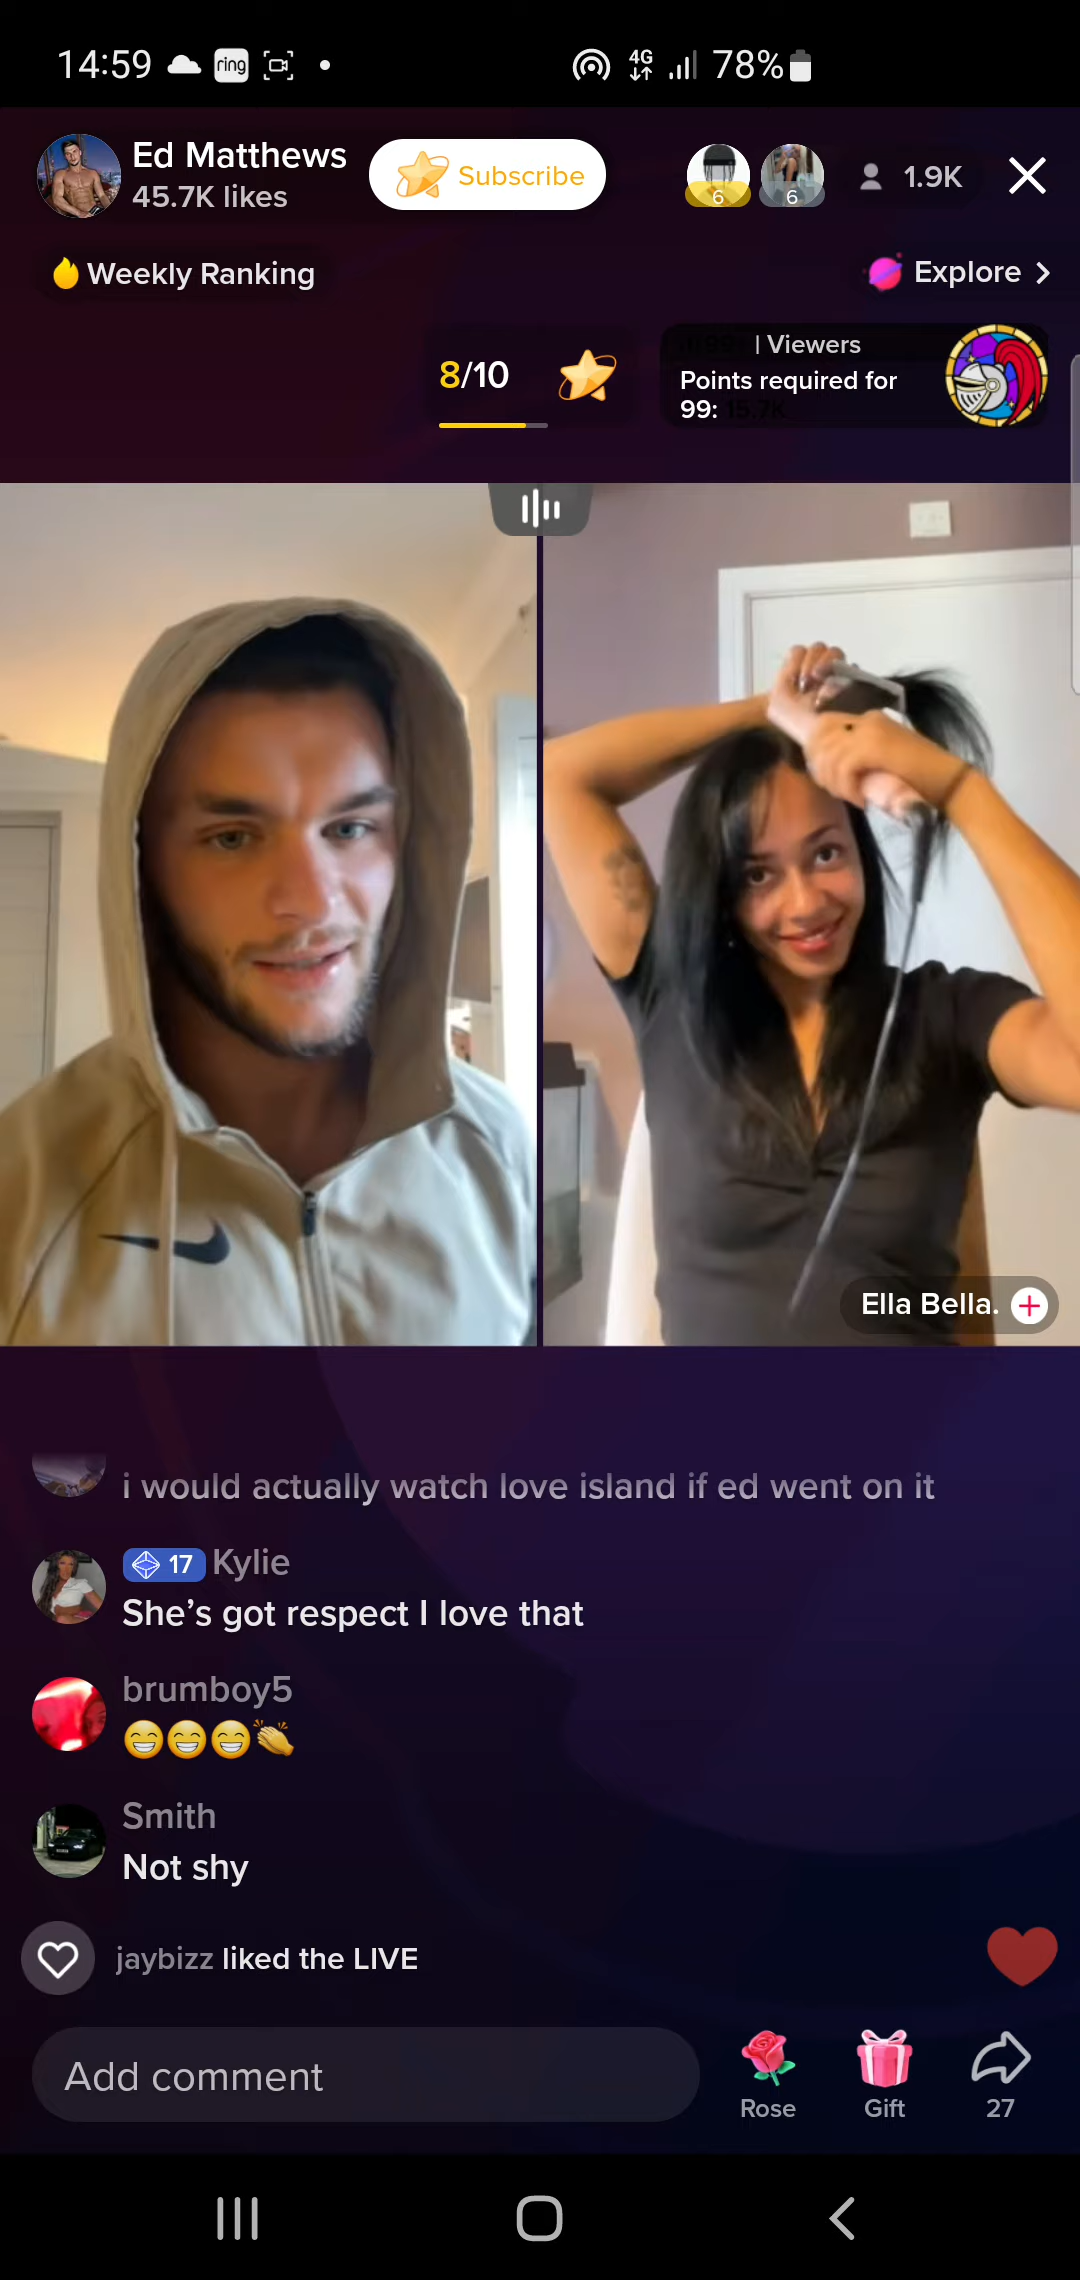 14:59 ring 4G 78%
Ed Matthews
45.7K likes
Subscribe
6 6
1.9K
Weekly Ranking
Explore
8/10
| Viewers
Points required for
99: 15.7K
Ella Bella.
i would actually watch love island if ed went on it
17 Kylie
She’s got respect I love that
brumboy5
😁😁😁👏
Smith
Not shy
jaybizz liked the LIVE
Add comment
Rose
Gift
27